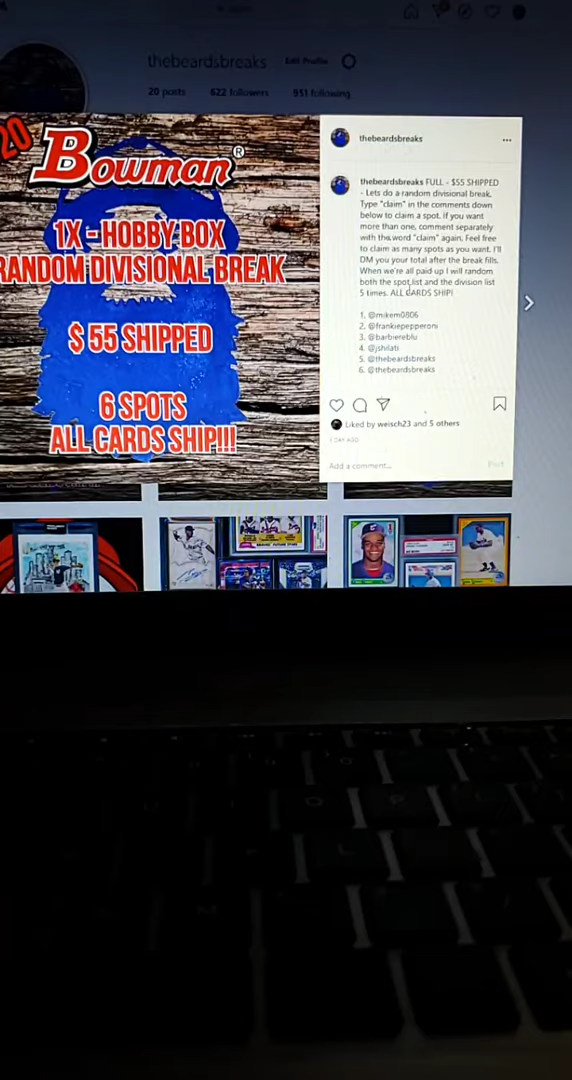 thebeardsbreaks Edit Profile
20 posts 622 followers 951 following
20
Bowman®
1X - HOBBY BOX
RANDOM DIVISIONAL BREAK
$ 55 SHIPPED
6 SPOTS
ALL CARDS SHIP!!!
thebeardsbreaks
thebeardsbreaks FULL - $55 SHIPPED
- Lets do a random divisional break.
Type "claim" in the comments down
below to claim a spot. If you want
more than one, comment separately
with the word "claim" again. Feel free
to claim as many spots as you want. I'll
DM you your total after the break fills.
When we're all paid up I will random
both the spot list and the division list
5 times. ALL CARDS SHIP!
1. @mikem0806
2. @frankiepepperoni
3. @barbiereblu
4. @jshilati
5. @thebeardsbreaks
6. @thebeardsbreaks
Liked by weisch23 and 5 others
1 DAY AGO
Add a comment... Post